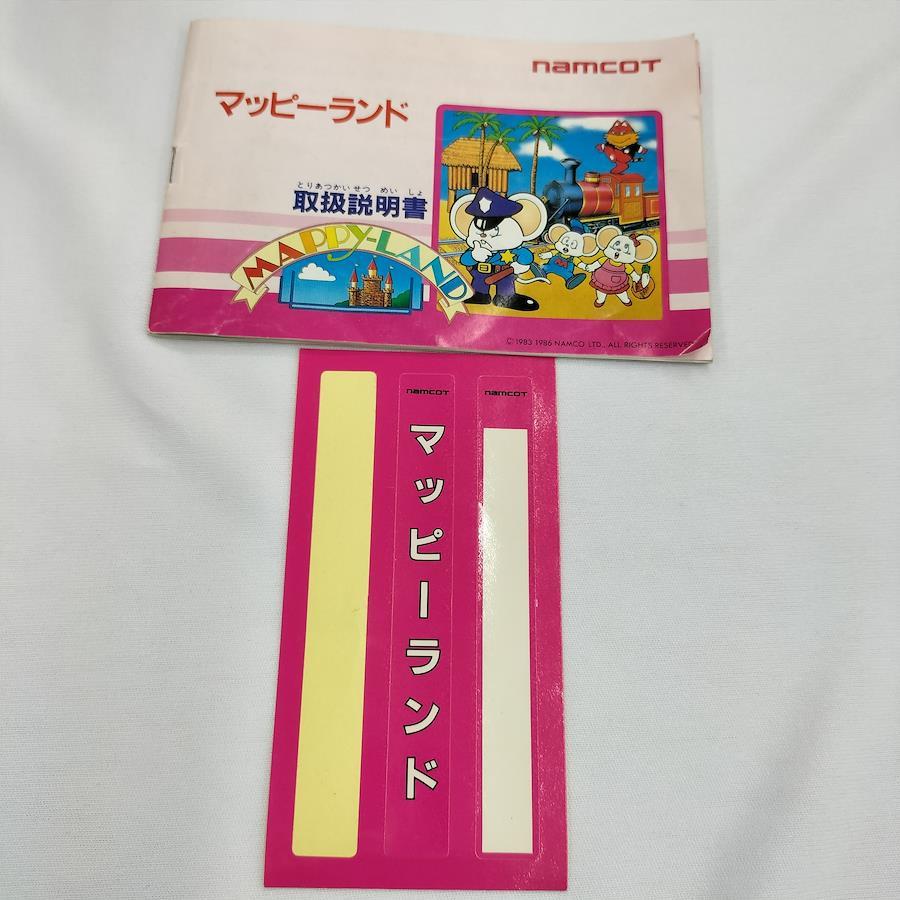 namcoT
マッピーランド
とりあつかいせつ めい しょ
取扱説明書
MAPPY-LAND
© 1983 1986 NAMCO LTD., ALL RIGHTS RESERVED
namcoT
マッピーランド
namcoT